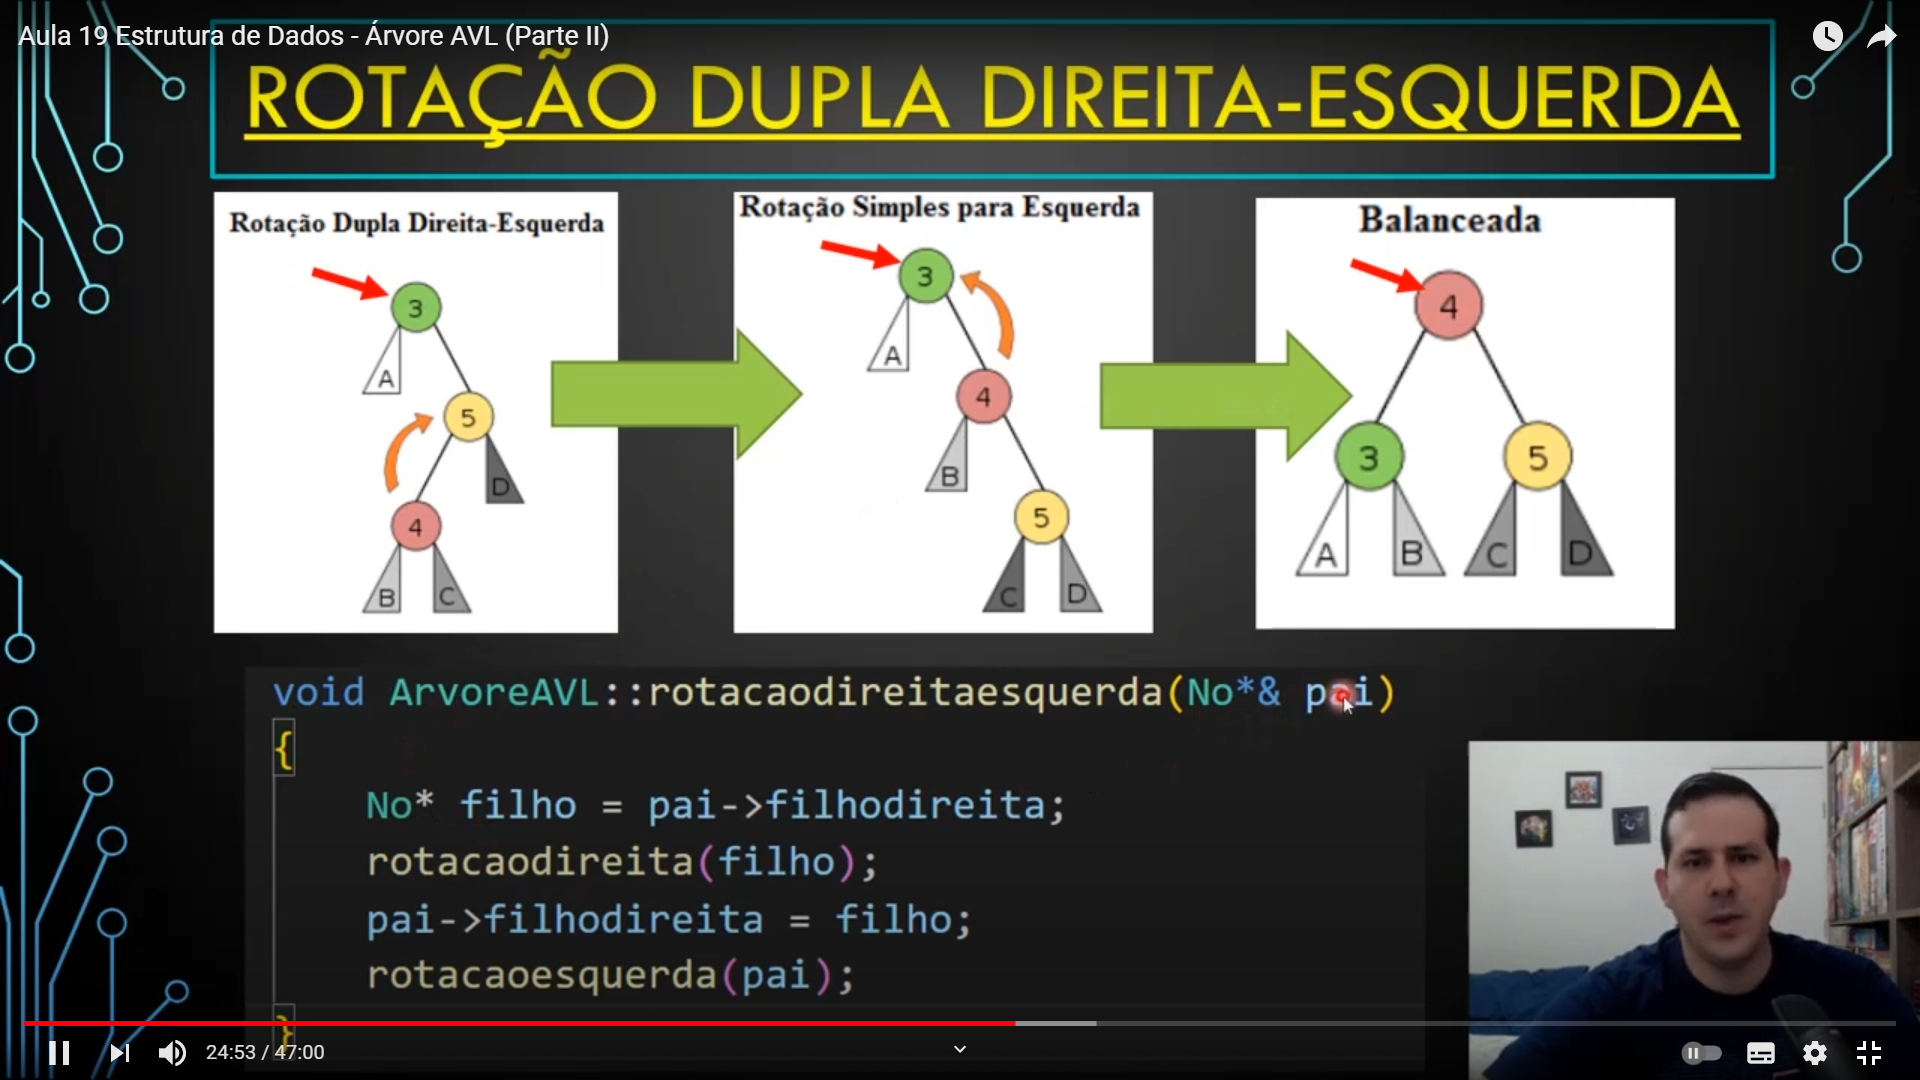 Aula 19 Estrutura de Dados - Árvore AVL (Parte II)
ROTAÇÃO DUPLA DIREITA-ESQUERDA
Rotação Dupla Direita-Esquerda
3
A
5
D
4
B C
Rotação Simples para Esquerda
3
A
4
B
5
C D
Balanceada
4
3 5
A B C D
void ArvoreAVL::rotacaodireitaesquerda(No*& pai)
{
No* filho = pai->filhodireita;
rotacaodireita(filho);
pai->filhodireita = filho;
rotacaoesquerda(pai);
}
24:53 / 47:00